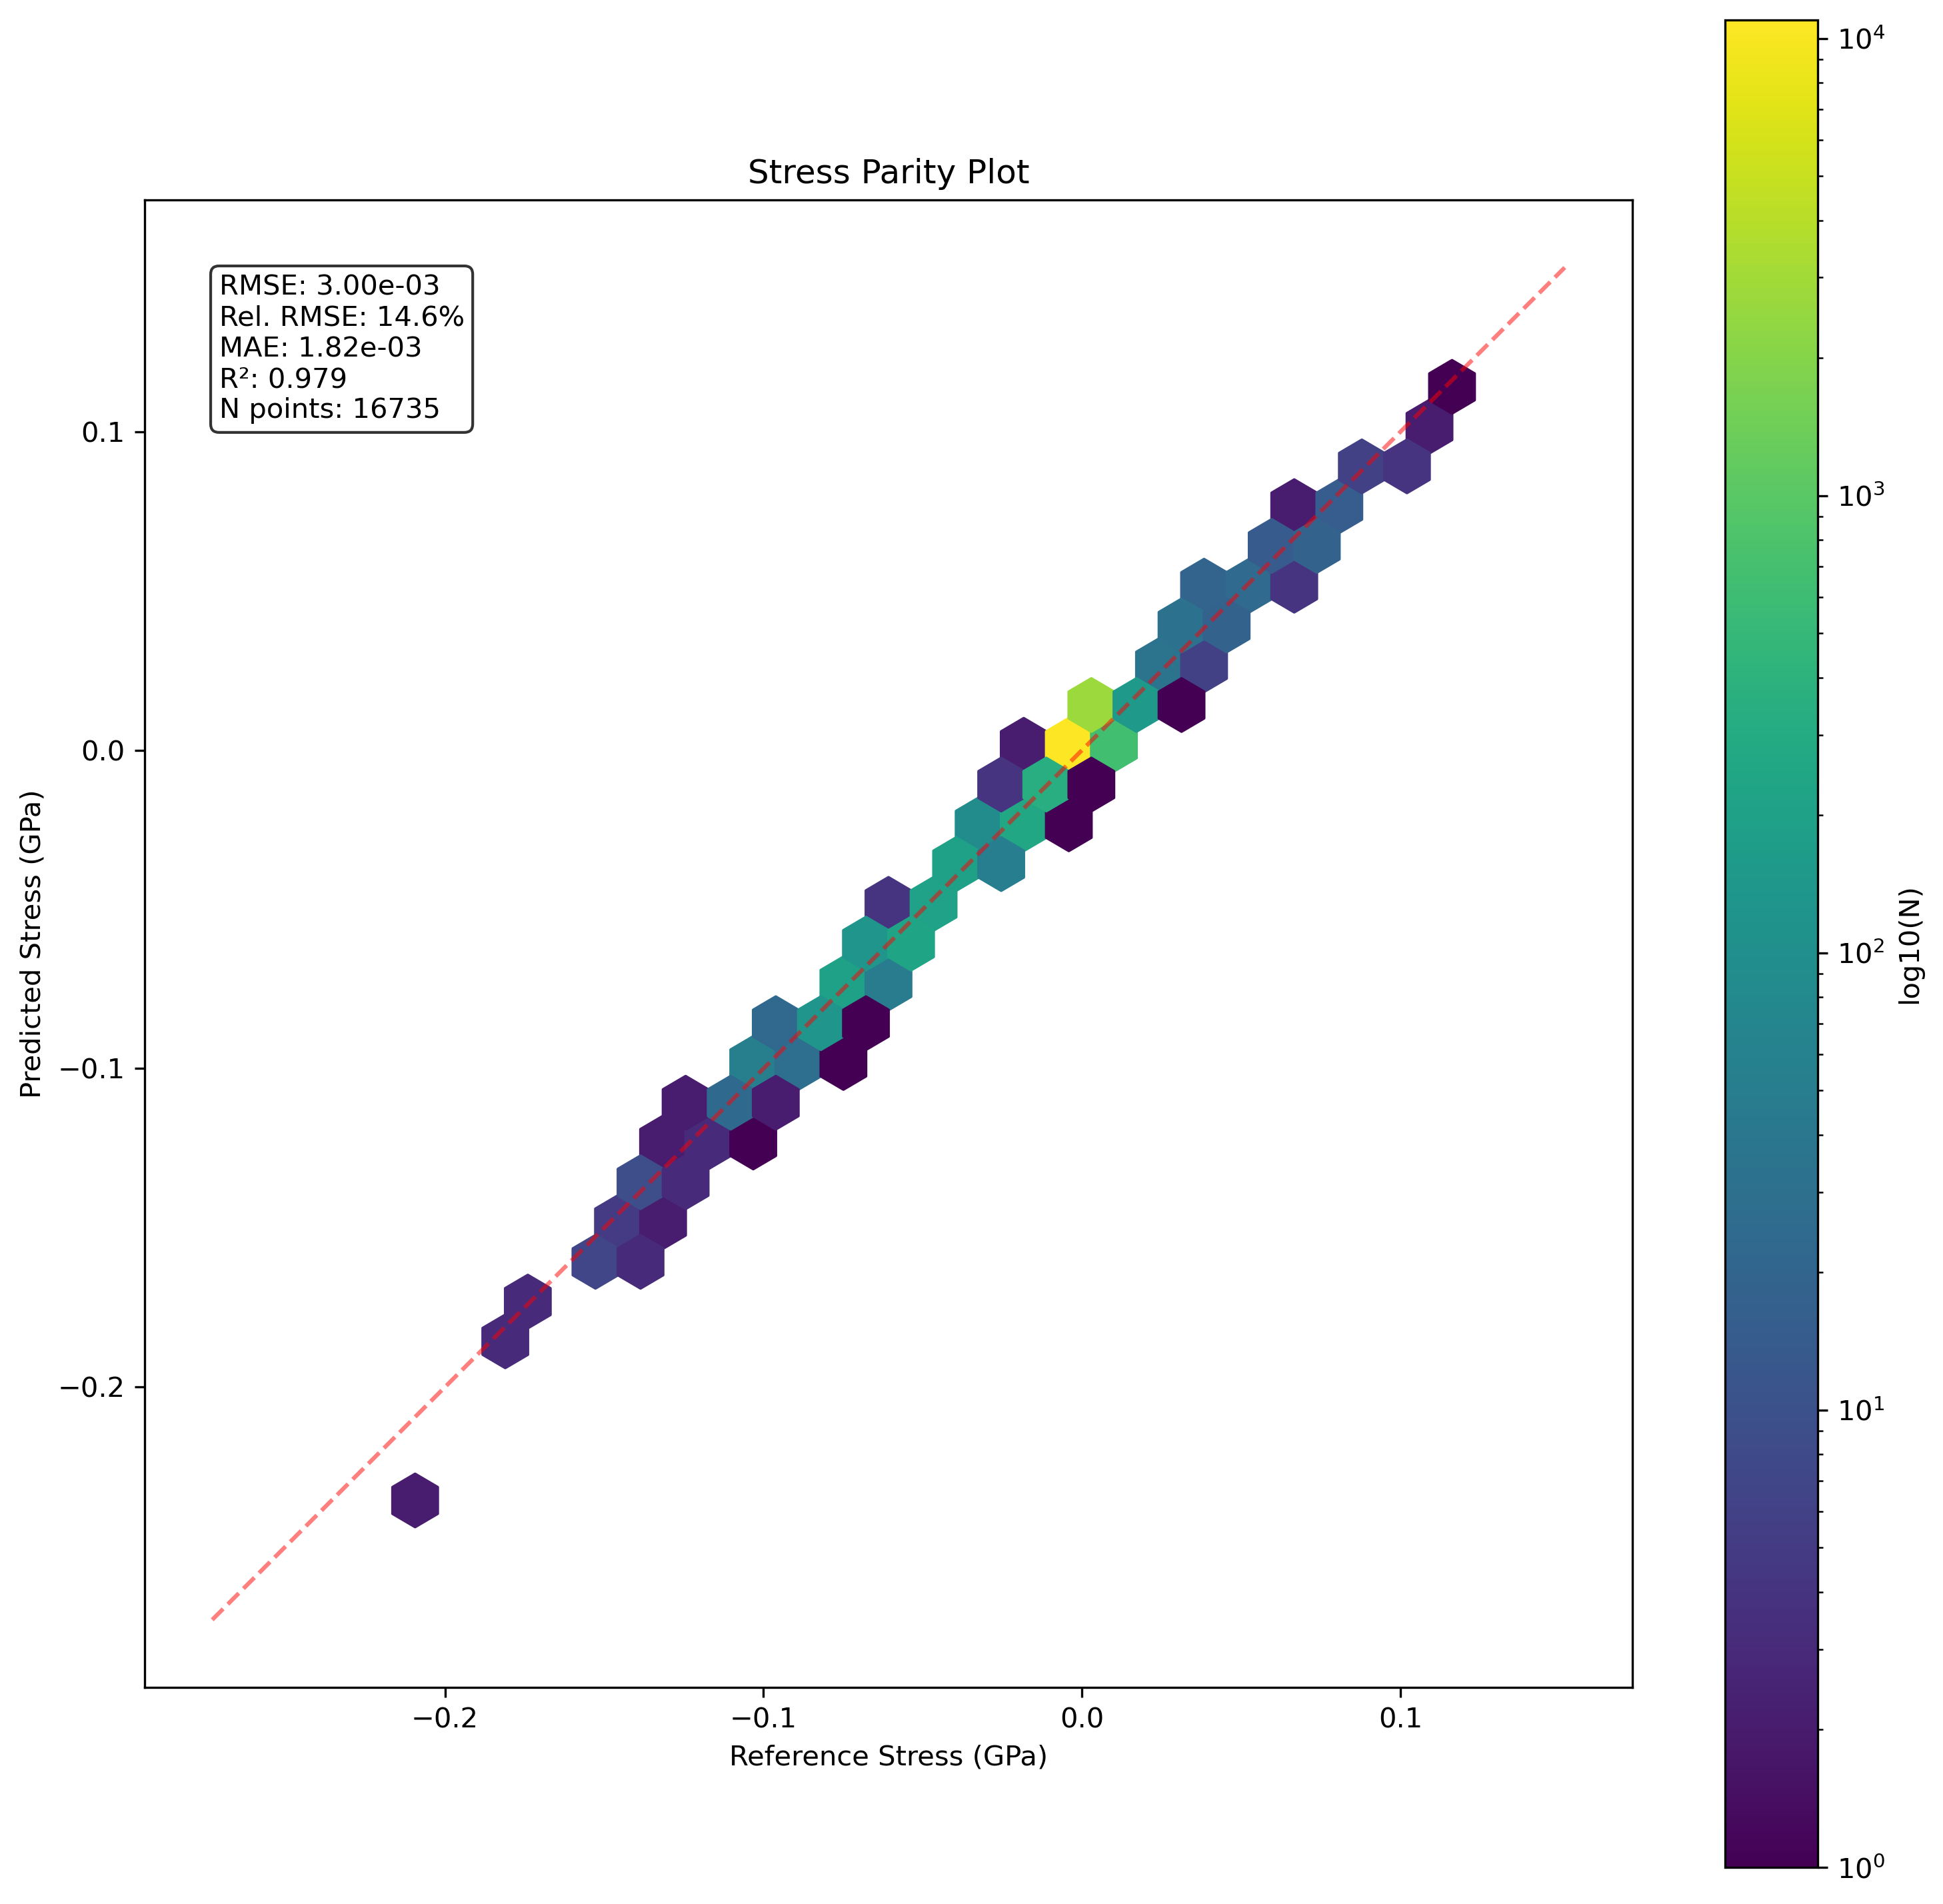 Stress Parity Plot
RMSE: 3.00e-03
Rel. RMSE: 14.6%
MAE: 1.82e-03
R²: 0.979
N points: 16735
Predicted Stress (GPa)
0.1
0.0
−0.1
−0.2
−0.2
−0.1
0.0
0.1
Reference Stress (GPa)
10⁴
10³
10²
10¹
10⁰
log10(N)